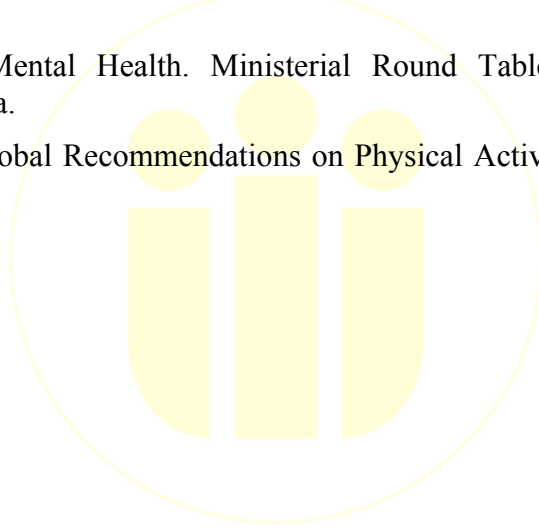 Mental Health. Ministerial Round Table
a.
obal Recommendations on Physical Activ